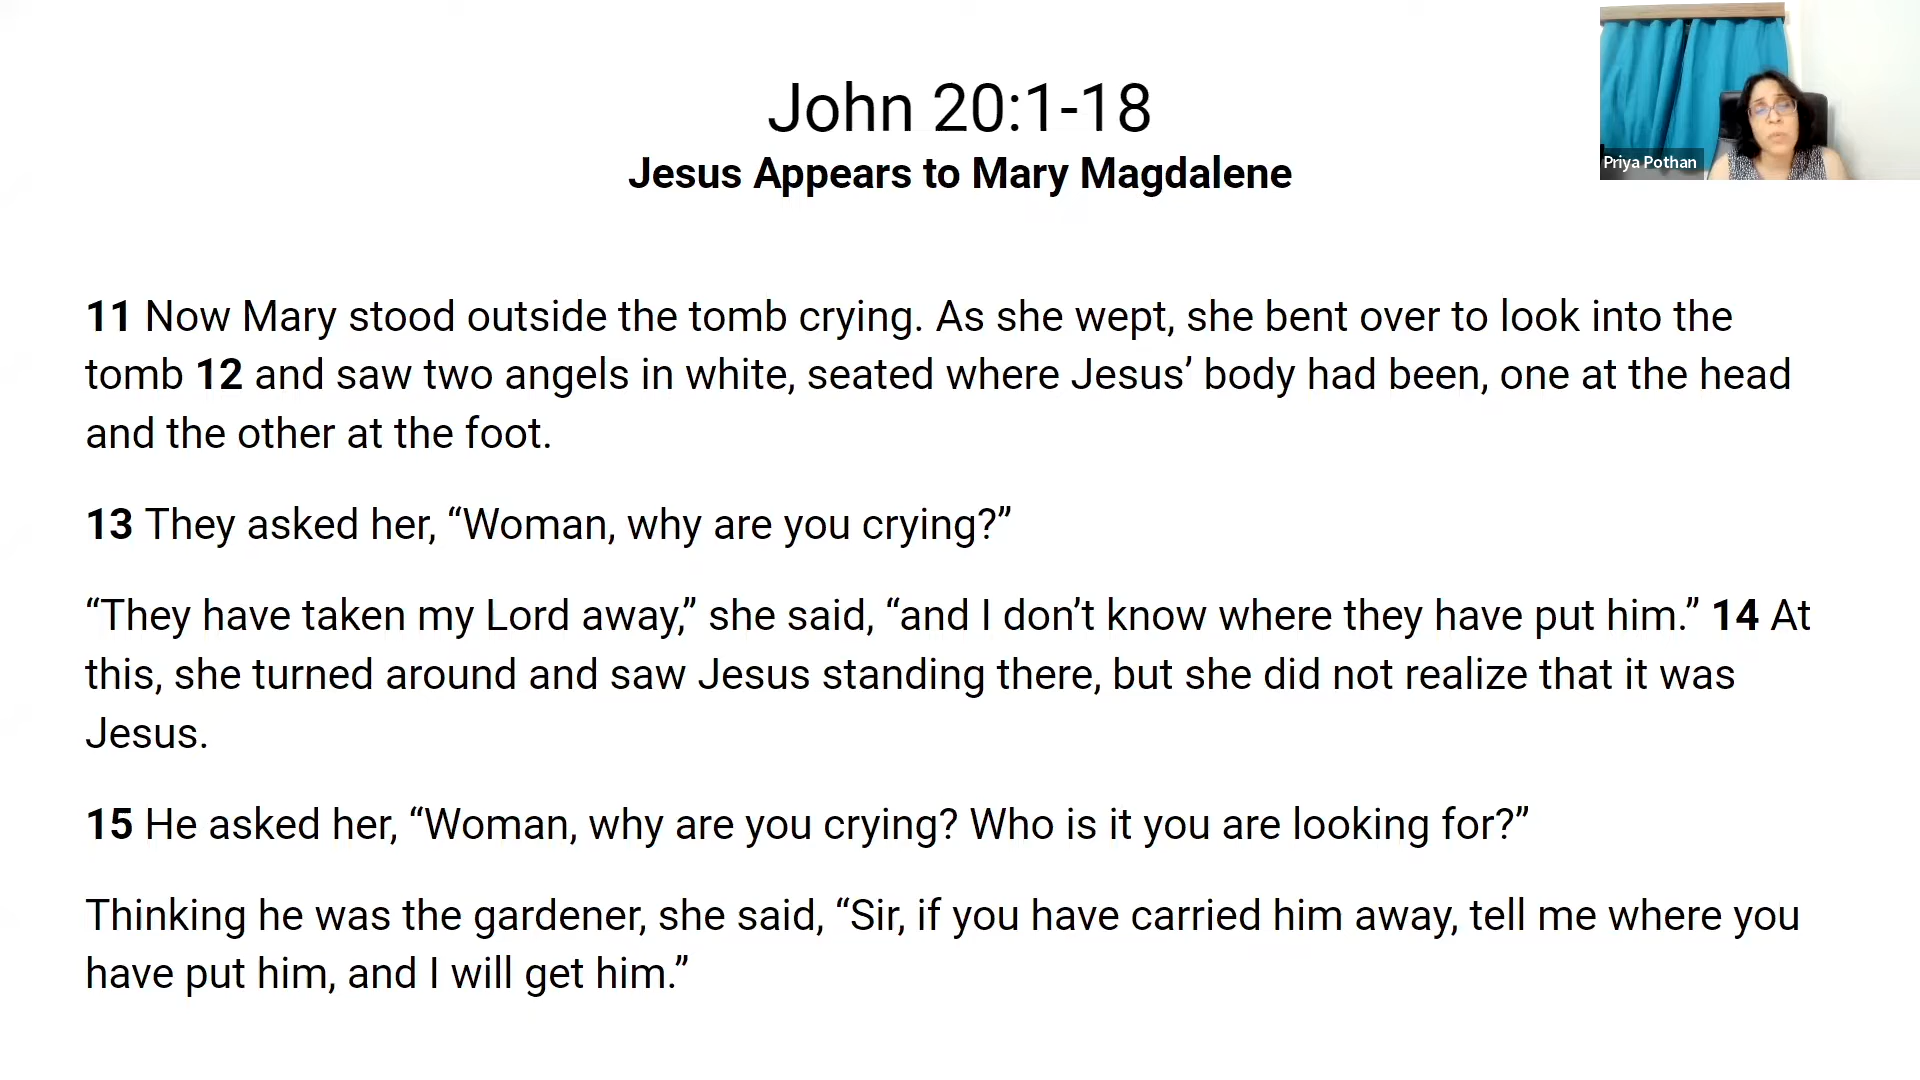 John 20:1-18
Jesus Appears to Mary Magdalene
Priya Pothan
11 Now Mary stood outside the tomb crying. As she wept, she bent over to look into the
tomb 12 and saw two angels in white, seated where Jesus’ body had been, one at the head
and the other at the foot.
13 They asked her, “Woman, why are you crying?”
“They have taken my Lord away,” she said, “and I don’t know where they have put him.” 14 At
this, she turned around and saw Jesus standing there, but she did not realize that it was
Jesus.
15 He asked her, “Woman, why are you crying? Who is it you are looking for?”
Thinking he was the gardener, she said, “Sir, if you have carried him away, tell me where you
have put him, and I will get him.”